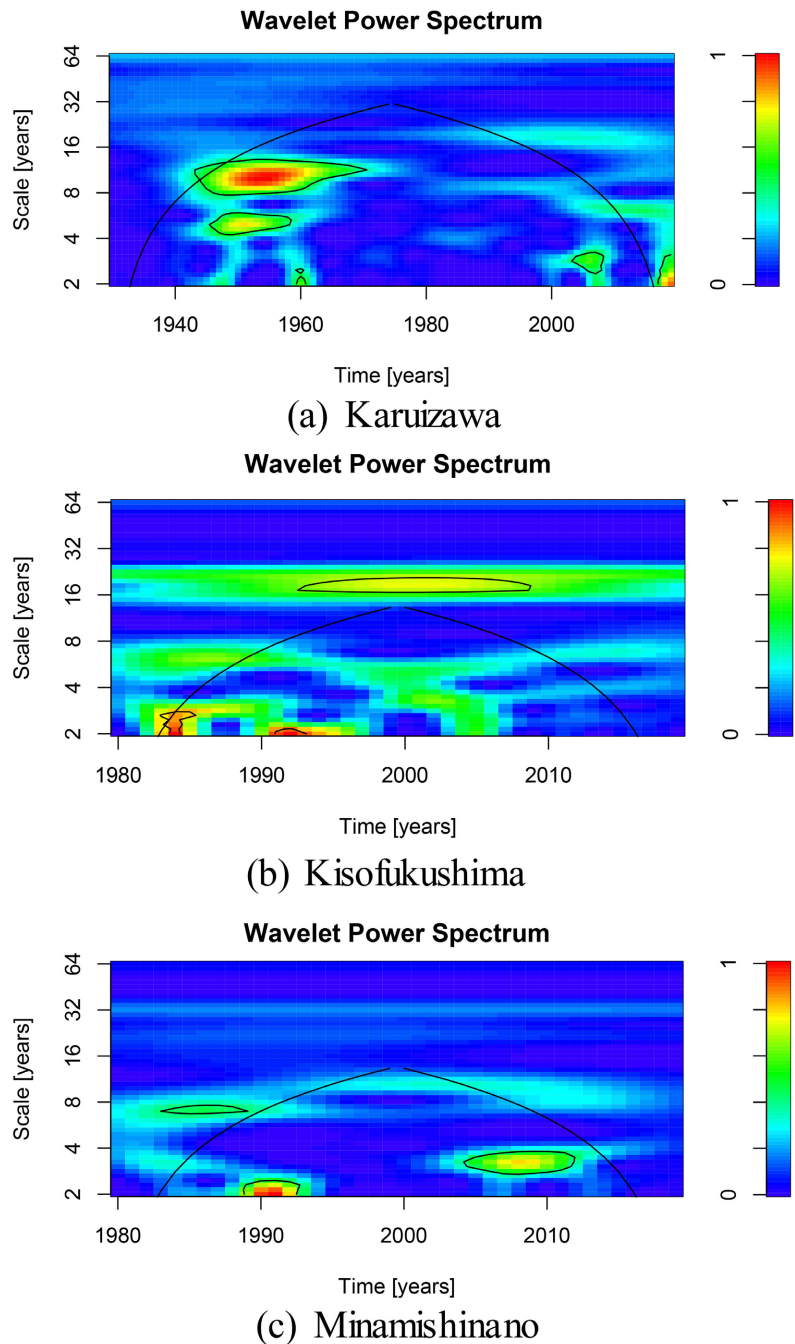 Wavelet Power Spectrum
64
32
16
8
4
2
Scale [years]
1940 1960 1980 2000
Time [years]
1
0
(a) Karuizawa
Wavelet Power Spectrum
64
32
16
8
4
2
Scale [years]
1980 1990 2000 2010
Time [years]
1
0
(b) Kisofukushima
Wavelet Power Spectrum
64
32
16
8
4
2
Scale [years]
1980 1990 2000 2010
Time [years]
1
0
(c) Minamishinano